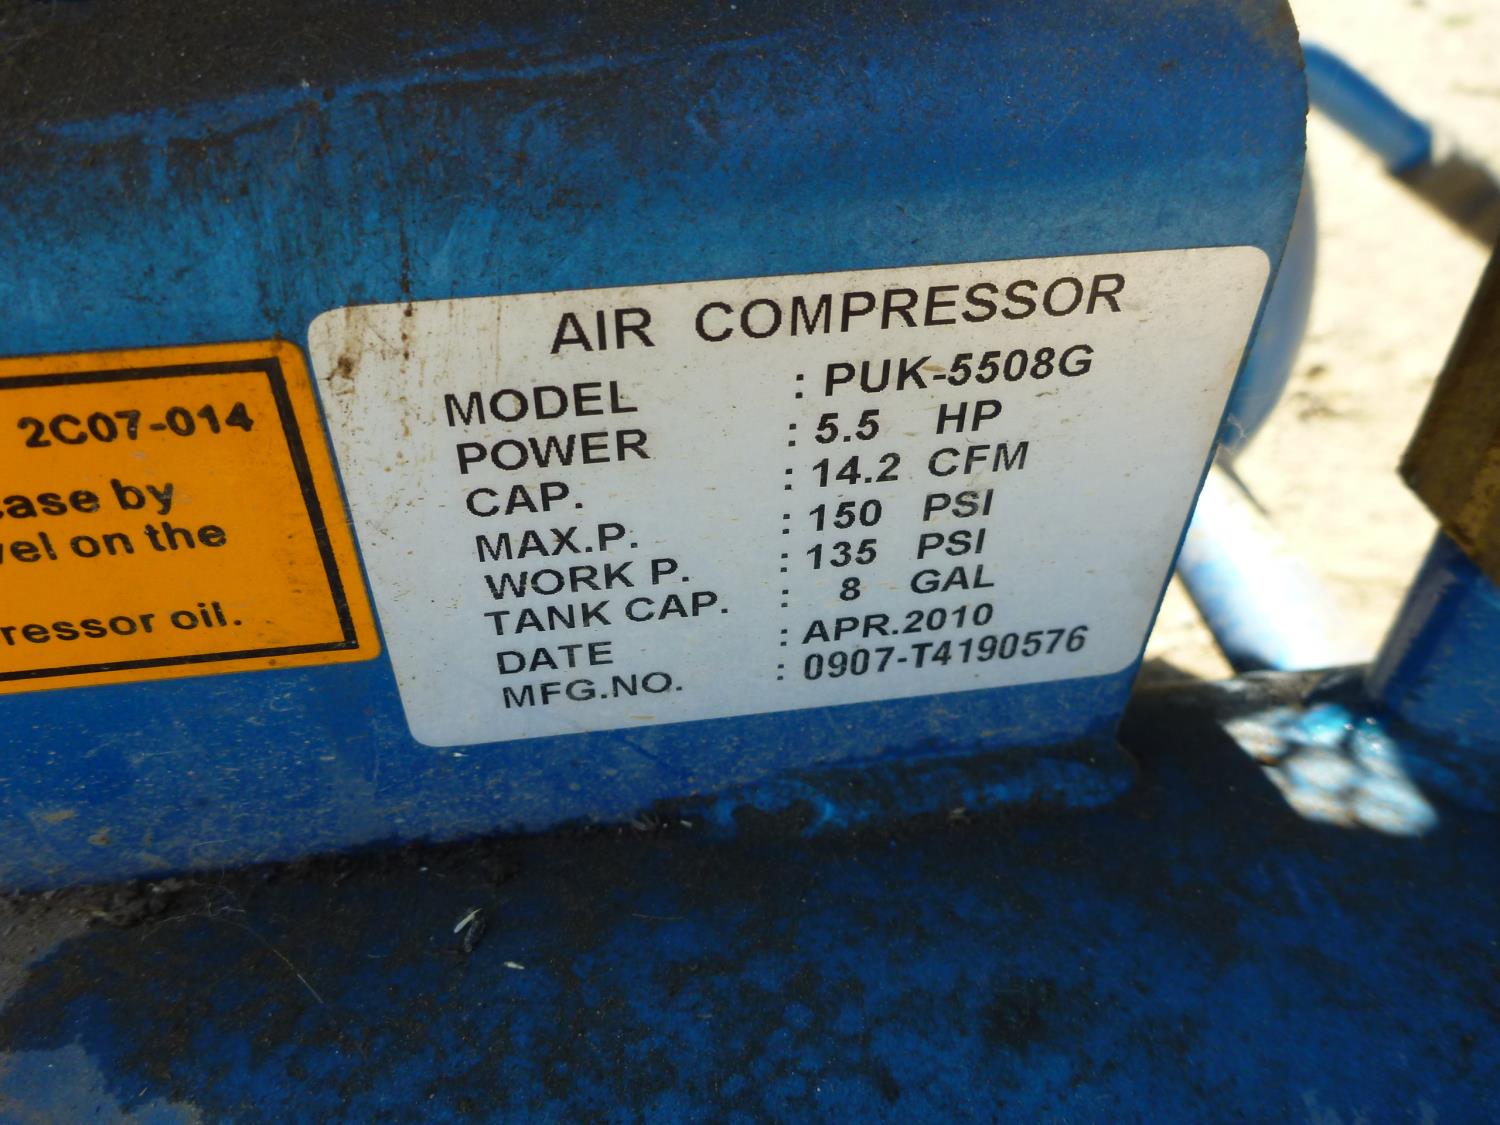 2C07-014
case by
vel on the
ressor oil.
AIR COMPRESSOR
MODEL : PUK-5508G
POWER : 5.5 HP
CAP. : 14.2 CFM
MAX.P. : 150 PSI
WORK P. : 135 PSI
TANK CAP. : 8 GAL
DATE : APR.2010
MFG.NO. : 0907-T4190576